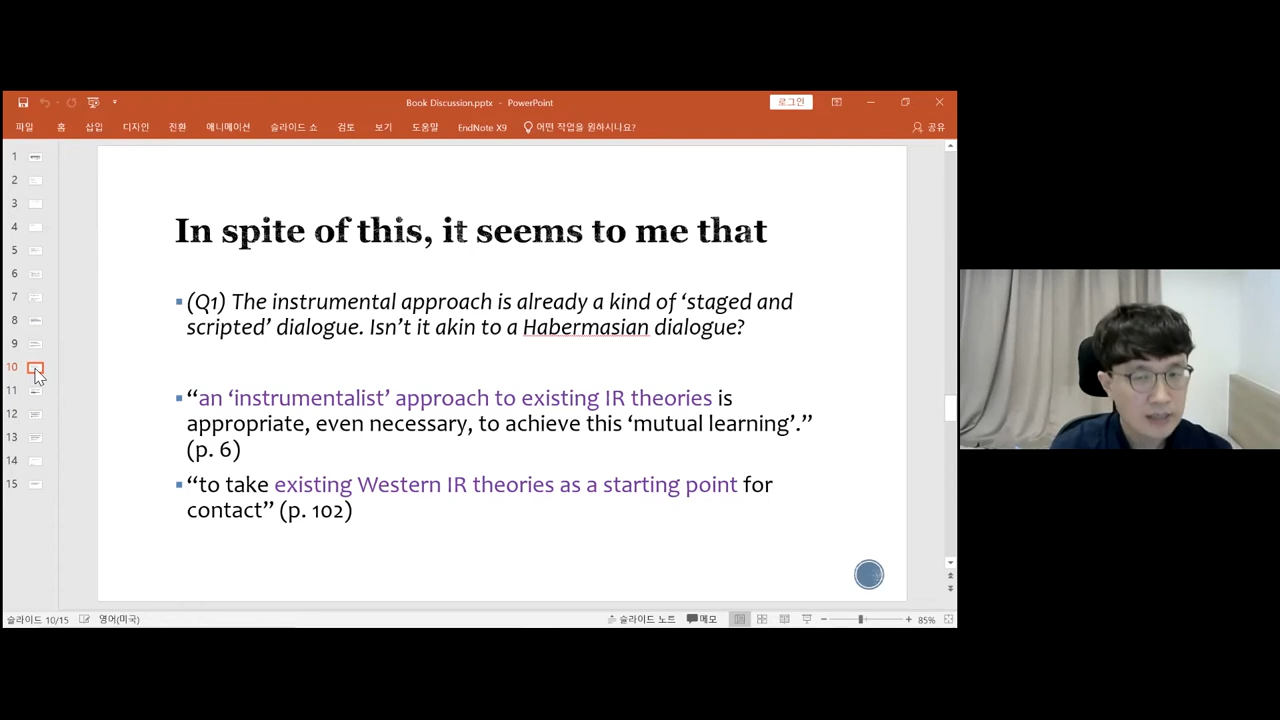 Book Discussion.pptx - PowerPoint
로그인
파일 홈 삽입 디자인 전환 애니메이션 슬라이드 쇼 검토 보기 도움말 EndNote X9 어떤 작업을 원하시나요? 공유
1
2
3
4
5
6
7
8
9
10
11
12
13
14
15
In spite of this, it seems to me that
(Q1) The instrumental approach is already a kind of ‘staged and
scripted’ dialogue. Isn’t it akin to a Habermasian dialogue?
“an ‘instrumentalist’ approach to existing IR theories is
appropriate, even necessary, to achieve this ‘mutual learning’.”
(p. 6)
“to take existing Western IR theories as a starting point for
contact” (p. 102)
슬라이드 10/15 영어(미국) 슬라이드 노트 메모 85%